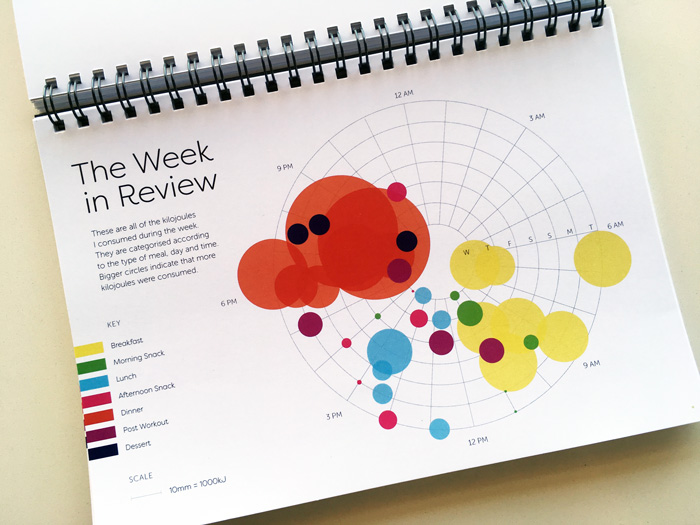 The Week
in Review
These are all of the kilojoules
I consumed during the week.
They are categorised according
to the type of meal, day and time.
Bigger circles indicate that more
kilojoules were consumed.
KEY
Breakfast
Morning Snack
Lunch
Afternoon Snack
Dinner
Post Workout
Dessert
SCALE
10mm = 1000kJ
12 AM
3 AM
6 AM
9 AM
12 PM
3 PM
6 PM
9 PM
W T F S S M T